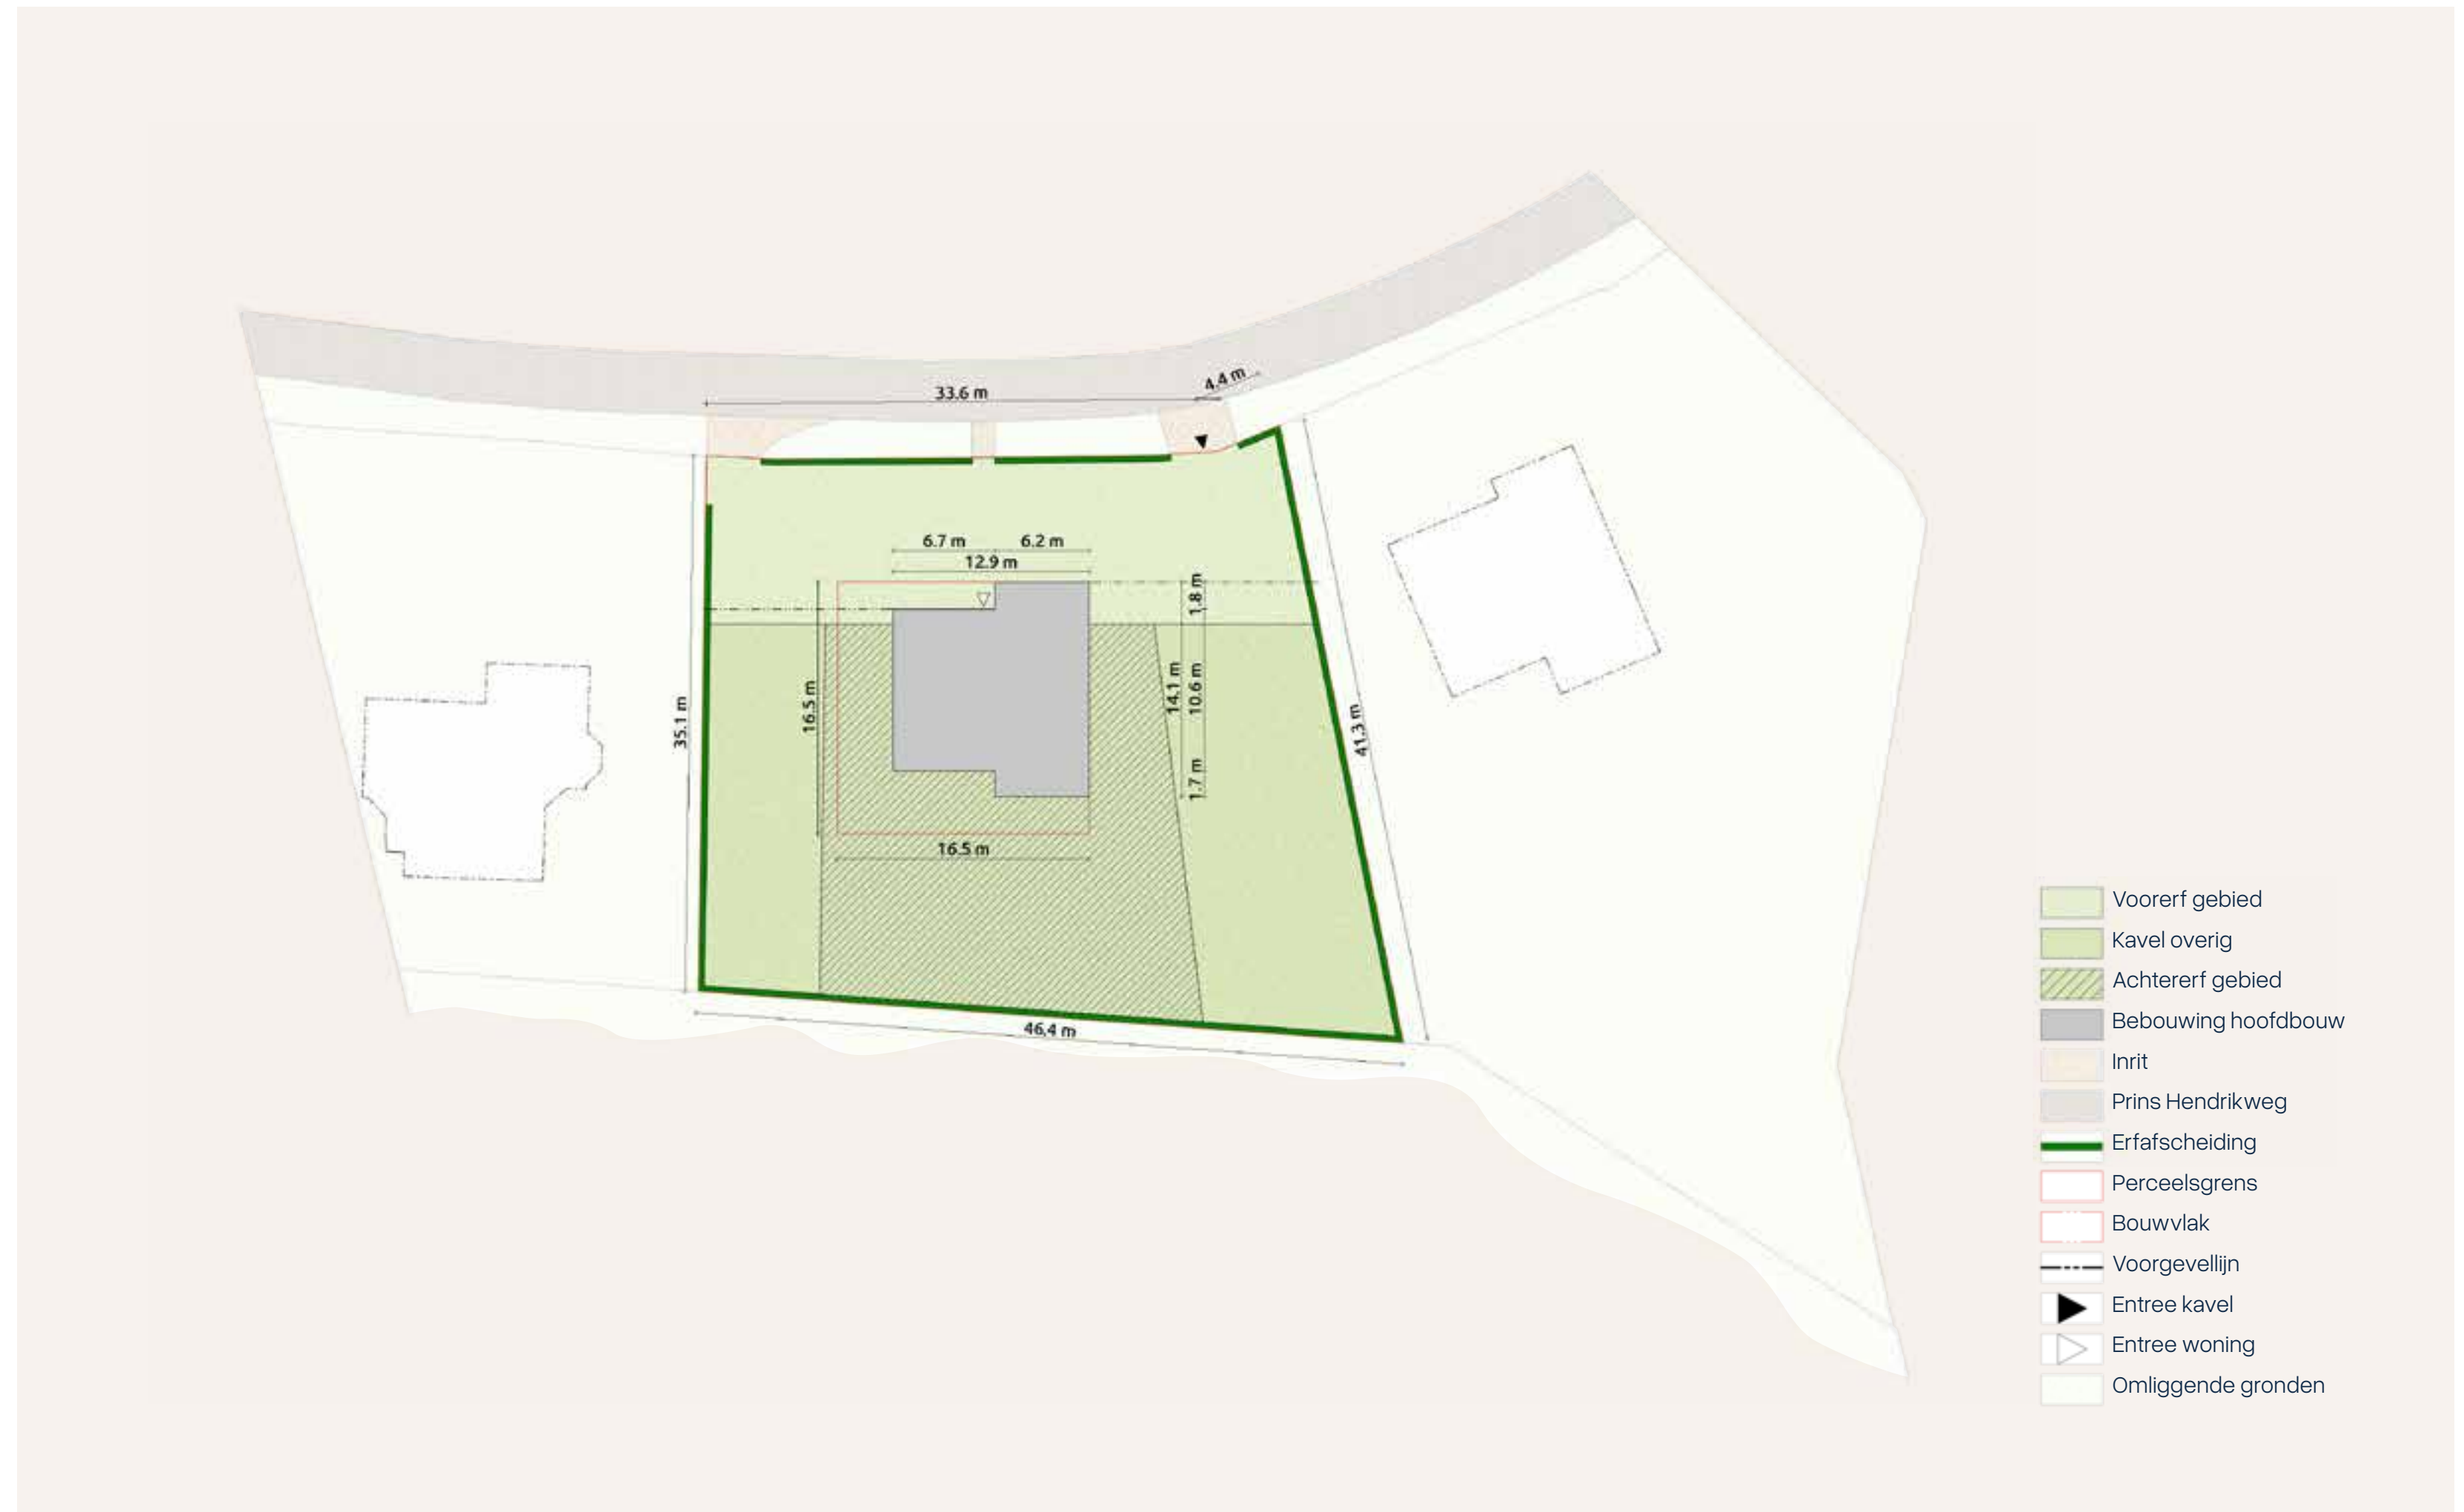 4.4 m
33.6 m
6.7 m
6.2 m
12.9 m
1.8 m
35.1 m
16.5 m
14.1 m
10.6 m
41.3 m
1.7 m
16.5 m
46.4 m
Voorerf gebied
Kavel overig
Achtererf gebied
Bebouwing hoofdbouw
Inrit
Prins Hendrikweg
Erfafscheiding
Perceelsgrens
Bouwvlak
Voorgevellijn
Entree kavel
Entree woning
Omliggende gronden